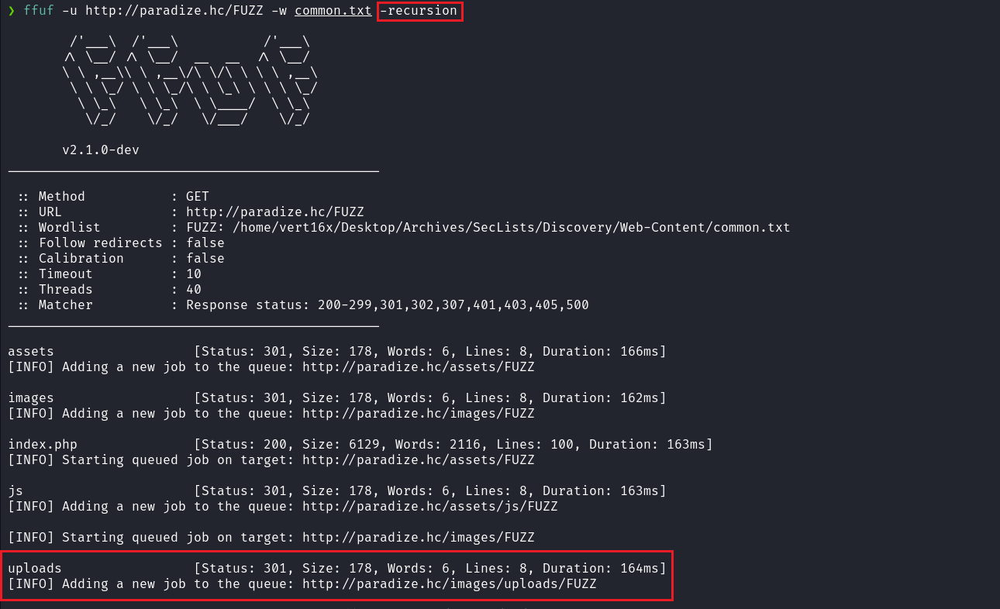 ❯ ffuf -u http://paradize.hc/FUZZ -w common.txt -recursion

        /'___\  /'___\           /'___\
       /\ \__/ /\ \__/  __  __  /\ \__/
       \ \ ,__\\ \ ,__\/\ \/\ \ \ \ ,__\
        \ \ \_/ \ \ \_/\ \ \_\ \ \ \ \_/
         \ \_\   \ \_\  \ \____/  \ \_\
          \/_/    \/_/   \/___/    \/_/

       v2.1.0-dev
________________________________________________

 :: Method           : GET
 :: URL              : http://paradize.hc/FUZZ
 :: Wordlist         : FUZZ: /home/vert16x/Desktop/Archives/SecLists/Discovery/Web-Content/common.txt
 :: Follow redirects : false
 :: Calibration      : false
 :: Timeout          : 10
 :: Threads          : 40
 :: Matcher          : Response status: 200-299,301,302,307,401,403,405,500
________________________________________________

assets                  [Status: 301, Size: 178, Words: 6, Lines: 8, Duration: 166ms]
[INFO] Adding a new job to the queue: http://paradize.hc/assets/FUZZ

images                  [Status: 301, Size: 178, Words: 6, Lines: 8, Duration: 162ms]
[INFO] Adding a new job to the queue: http://paradize.hc/images/FUZZ

index.php               [Status: 200, Size: 6129, Words: 2116, Lines: 100, Duration: 163ms]
[INFO] Starting queued job on target: http://paradize.hc/assets/FUZZ

js                      [Status: 301, Size: 178, Words: 6, Lines: 8, Duration: 163ms]
[INFO] Adding a new job to the queue: http://paradize.hc/assets/js/FUZZ

[INFO] Starting queued job on target: http://paradize.hc/images/FUZZ

uploads                 [Status: 301, Size: 178, Words: 6, Lines: 8, Duration: 164ms]
[INFO] Adding a new job to the queue: http://paradize.hc/images/uploads/FUZZ